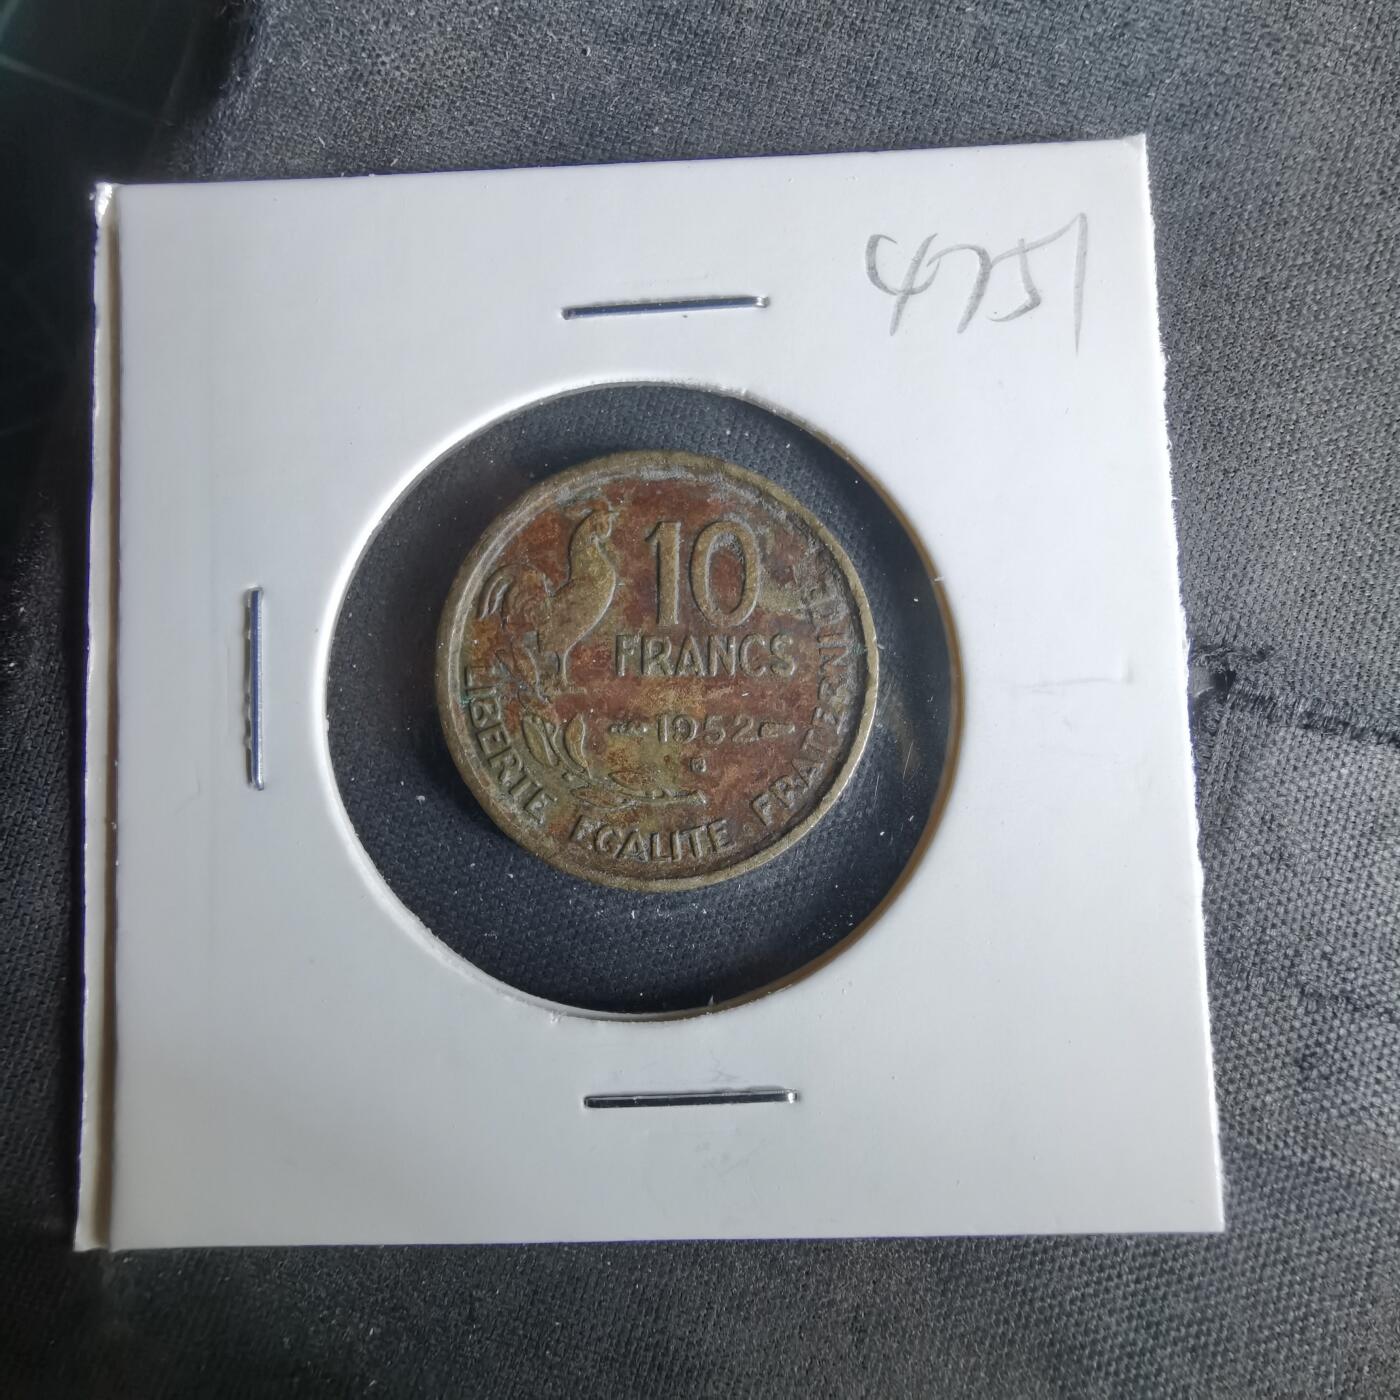 4751
10
FRANCS
1952
B
LIBERTE EGALITE FRATERNITE